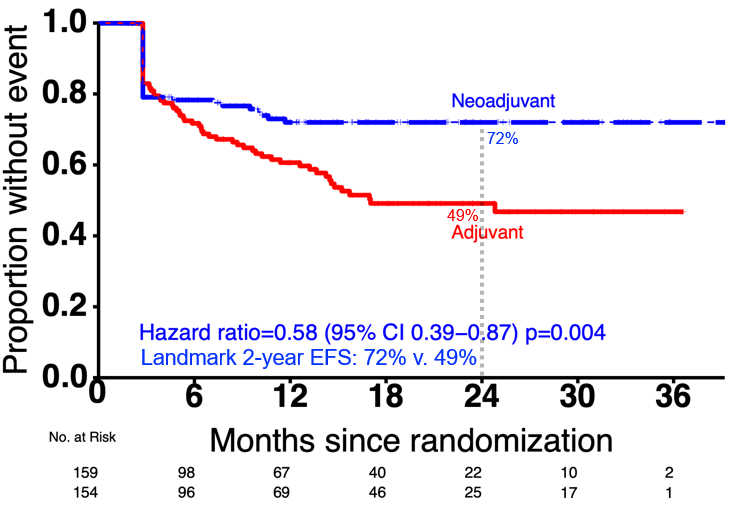 Proportion without event
1.0
0.8
0.6
0.4
0.2
0.0
Neoadjuvant
72%
49%
Adjuvant
Hazard ratio=0.58 (95% CI 0.39–0.87) p=0.004
Landmark 2-year EFS: 72% v. 49%
0 6 12 18 24 30 36
No. at Risk
Months since randomization
159 98 67 40 22 10 2
154 96 69 46 25 17 1